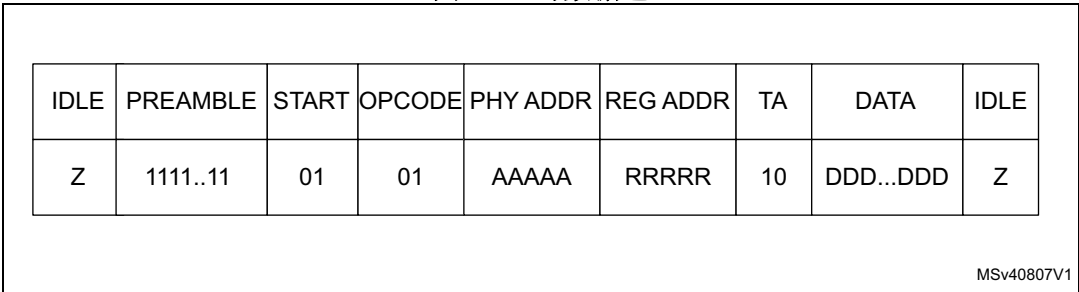 IDLE PREAMBLE START OPCODE PHY ADDR REG ADDR TA DATA IDLE
Z 1111..11 01 01 AAAAA RRRRR 10 DDD...DDD Z
MSv40807V1